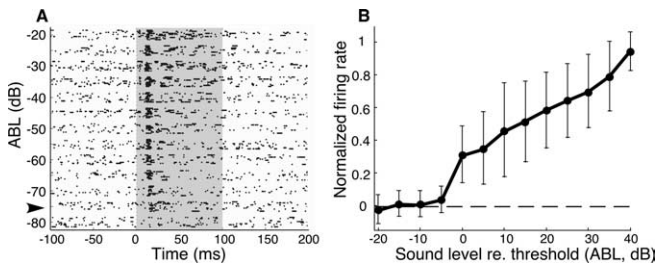 A
ABL (dB)
-20
-30
-40
-50
-60
-70
-80
-100 -50 0 50 100 150 200
Time (ms)
B
Normalized firing rate
1
0.8
0.6
0.4
0.2
0
-20 -10 0 10 20 30 40
Sound level re. threshold (ABL, dB)